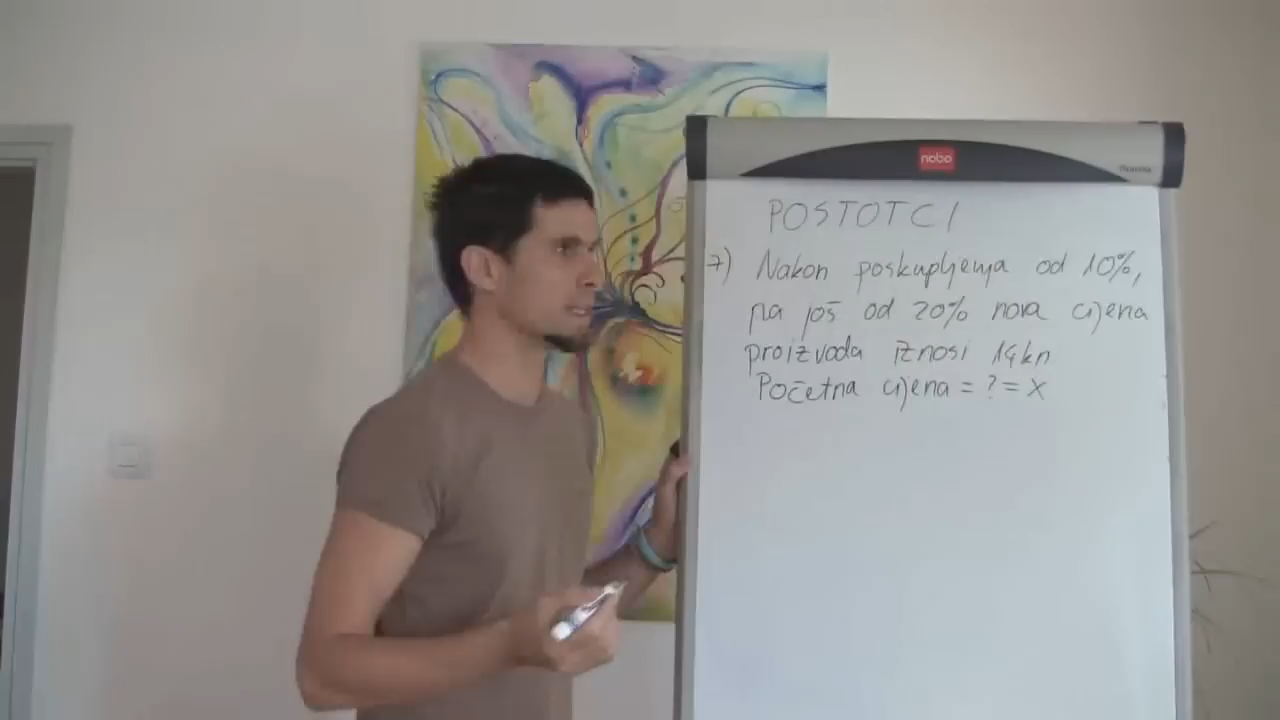 nobo
POSTOTCI
7) Nakon poskupljenja od 10%,
pa još od 20% nova cijena
proizvoda iznosi 14kn
Početna cijena = ? = x